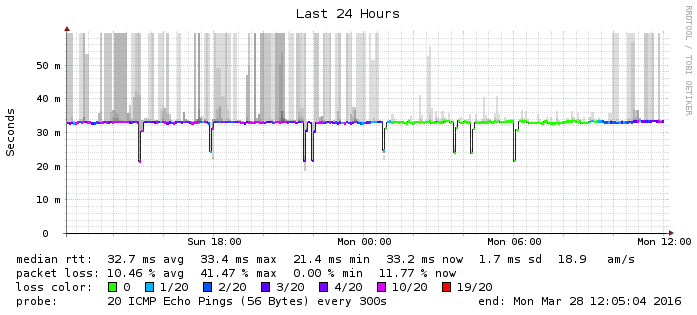 Last 24 Hours
RRDTOOL / TOBI OETIKER
Seconds
50 m
40 m
30 m
20 m
10 m
0
Sun 18:00 Mon 00:00 Mon 06:00 Mon 12:00
median rtt: 32.7 ms avg 33.4 ms max 21.4 ms min 33.2 ms now 1.7 ms sd 18.9 am/s
packet loss: 10.46 % avg 41.47 % max 0.00 % min 11.77 % now
loss color: 0 1/20 2/20 3/20 4/20 10/20 19/20
probe: 20 ICMP Echo Pings (56 Bytes) every 300s end: Mon Mar 28 12:05:04 2016